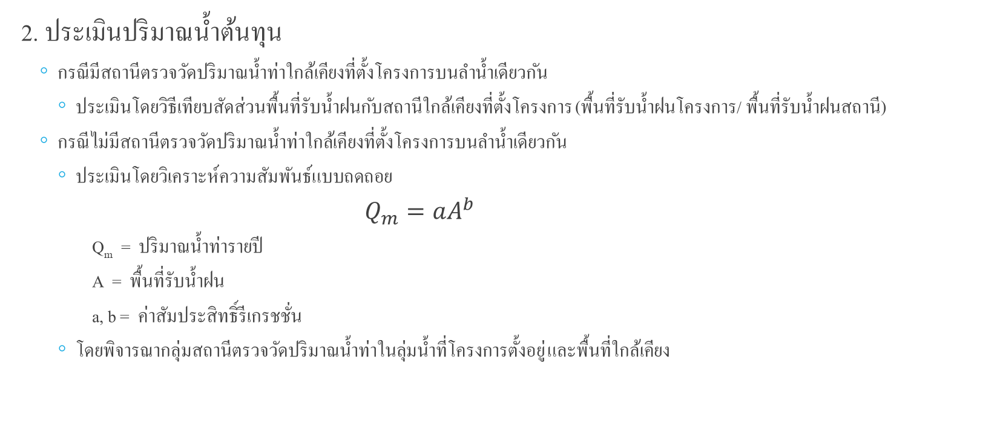 2. ประเมินปริมาณน้ำต้นทุน
กรณีมีสถานีตรวจวัดปริมาณน้ำท่าใกล้เคียงที่ตั้งโครงการบนลำน้ำเดียวกัน
ประเมินโดยวิธีเทียบสัดส่วนพื้นที่รับน้ำฝนกับสถานีใกล้เคียงที่ตั้งโครงการ (พื้นที่รับน้ำฝนโครงการ/ พื้นที่รับน้ำฝนสถานี)
กรณีไม่มีสถานีตรวจวัดปริมาณน้ำท่าใกล้เคียงที่ตั้งโครงการบนลำน้ำเดียวกัน
ประเมินโดยวิเคราะห์ความสัมพันธ์แบบถดถอย
Qₘ = aAᵇ
Qₘ = ปริมาณน้ำท่ารายปี
A = พื้นที่รับน้ำฝน
a, b = ค่าสัมประสิทธิ์รีเกรชชั่น
โดยพิจารณากลุ่มสถานีตรวจวัดปริมาณน้ำท่าในลุ่มน้ำที่โครงการตั้งอยู่และพื้นที่ใกล้เคียง